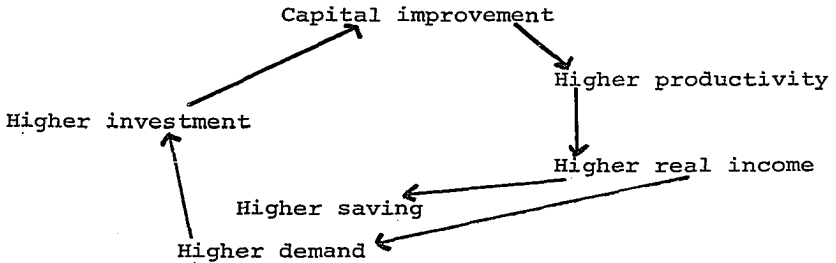 Capital improvement
Higher productivity
Higher investment
Higher real income
Higher saving
Higher demand